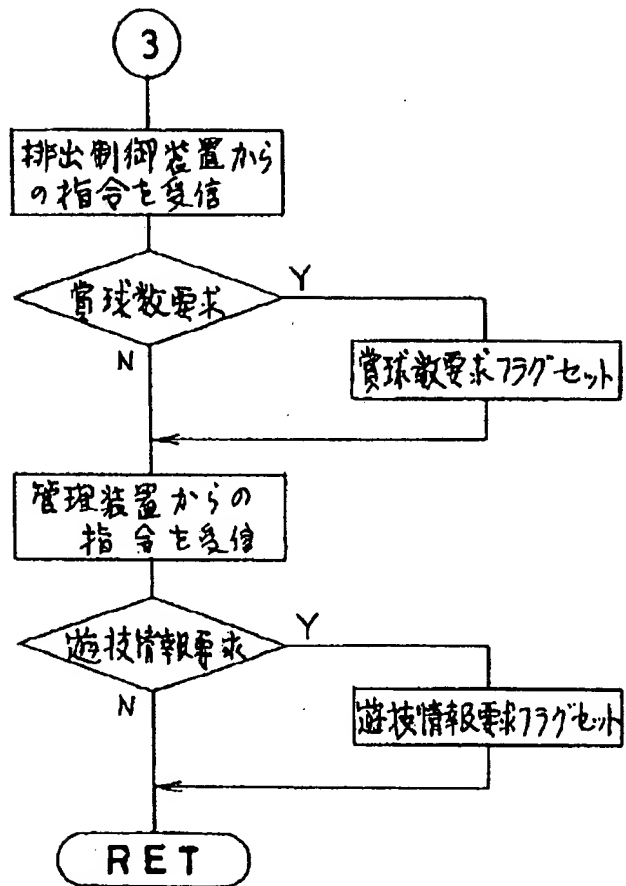 3
排出制御装置から
の指令を受信
賞球数要求
Y
N
賞球数要求フラグセット
管理装置からの
指令を受信
遊技情報要求
Y
N
遊技情報要求フラグセット
RET